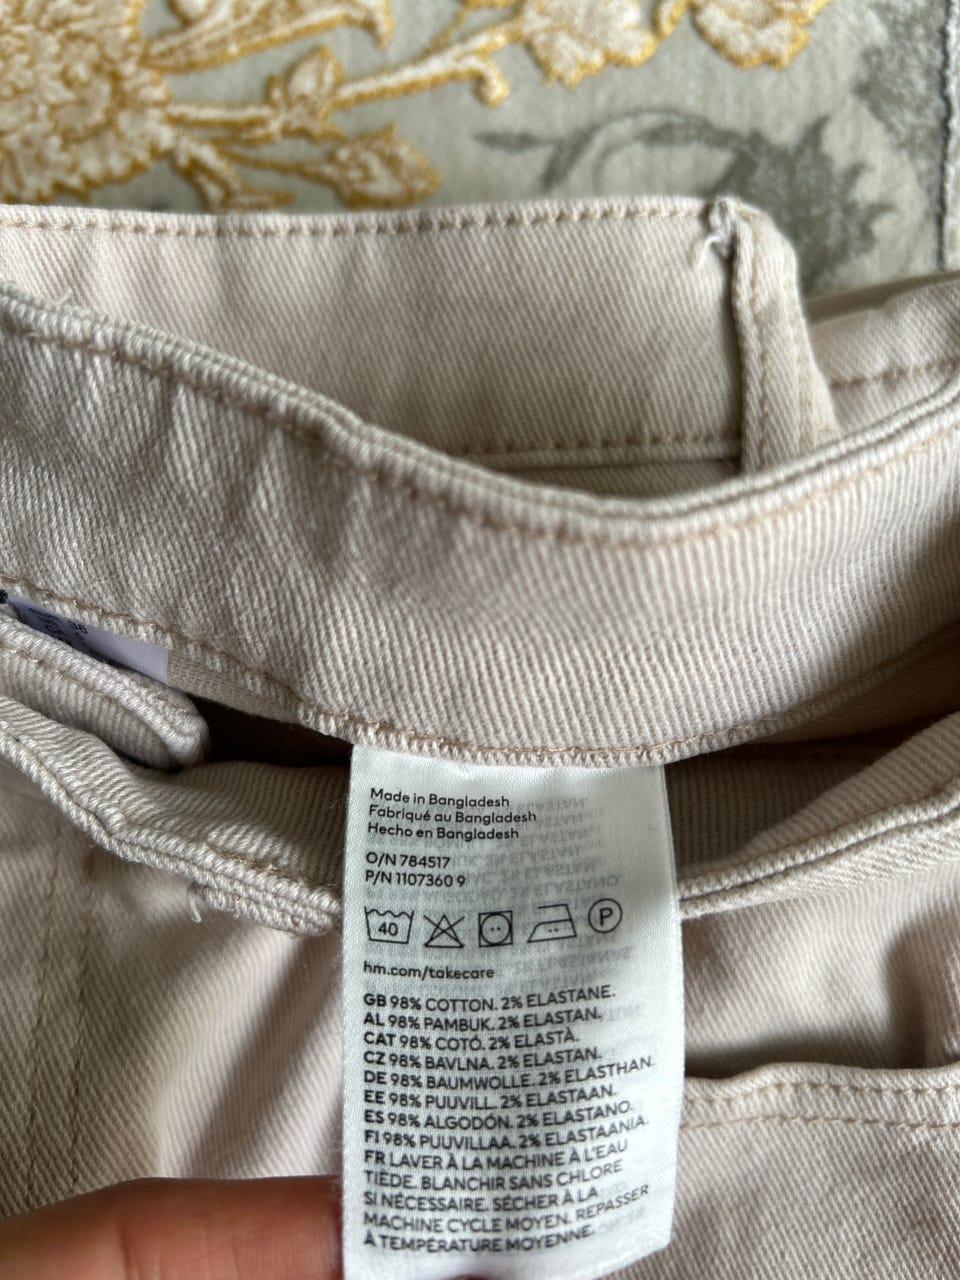 Made in Bangladesh
Fabriqué au Bangladesh
Hecho en Bangladesh
O/N 784517
P/N 1107360 9
40 P
hm.com/takecare
GB 98% COTTON. 2% ELASTANE.
AL 98% PAMBUK. 2% ELASTAN.
CAT 98% COTÓ. 2% ELASTÀ.
CZ 98% BAVLNA. 2% ELASTAN.
DE 98% BAUMWOLLE. 2% ELASTHAN.
EE 98% PUUVILL. 2% ELASTAAN.
ES 98% ALGODÓN. 2% ELASTANO.
FI 98% PUUVILLAA. 2% ELASTAANIA.
FR LAVER À LA MACHINE À L'EAU
TIÈDE. BLANCHIR SANS CHLORE
SI NÉCESSAIRE. SÉCHER À LA
MACHINE CYCLE MOYEN. REPASSER
À TEMPÉRATURE MOYENNE.